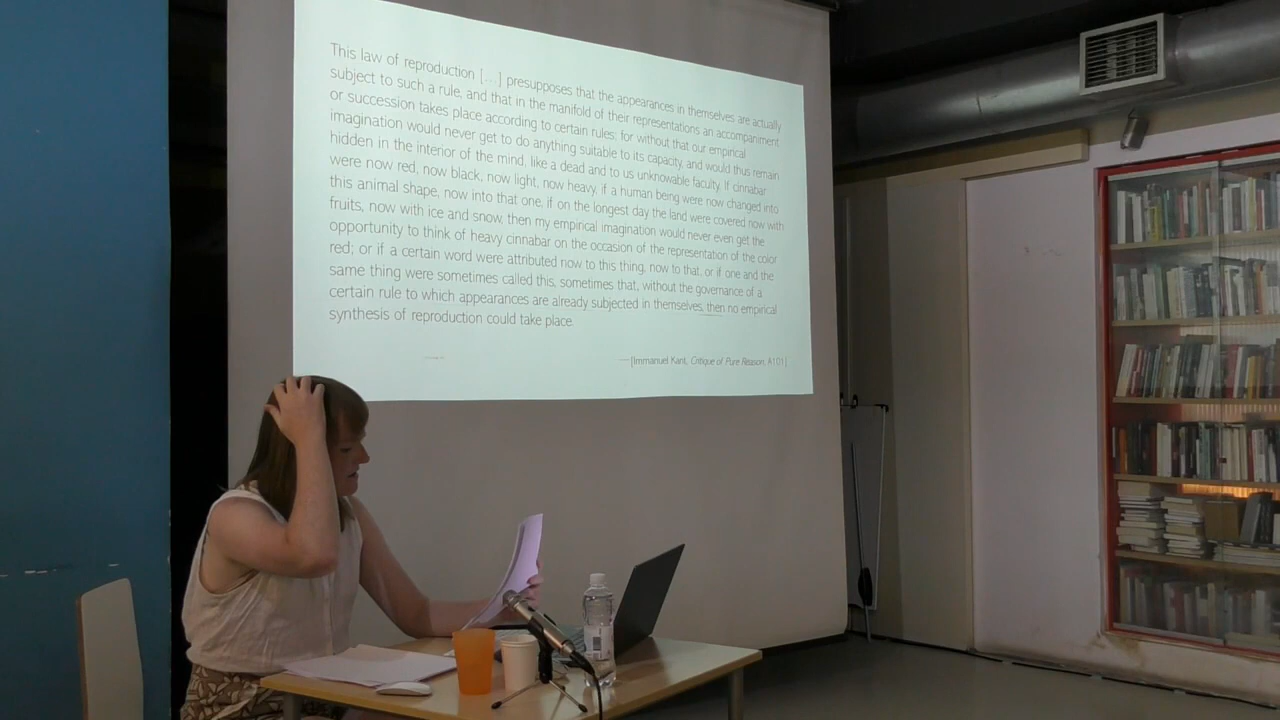 This law of reproduction [...] presupposes that the appearances in themselves are actually
subject to such a rule, and that in the manifold of their representations an accompaniment
or succession takes place according to certain rules; for without that our empirical
imagination would never get to do anything suitable to its capacity, and would thus remain
hidden in the interior of the mind, like a dead and to us unknowable faculty. If cinnabar
were now red, now black, now light, now heavy, if a human being were now changed into
this animal shape, now into that one, if on the longest day the land were covered now with
fruits, now with ice and snow, then my empirical imagination would never even get the
opportunity to think of heavy cinnabar on the occasion of the representation of the color
red; or if a certain word were attributed now to this thing, now to that, or if one and the
same thing were sometimes called this, sometimes that, without the governance of a
certain rule to which appearances are already subjected in themselves, then no empirical
synthesis of reproduction could take place.
—[Immanuel Kant, Critique of Pure Reason, A101]